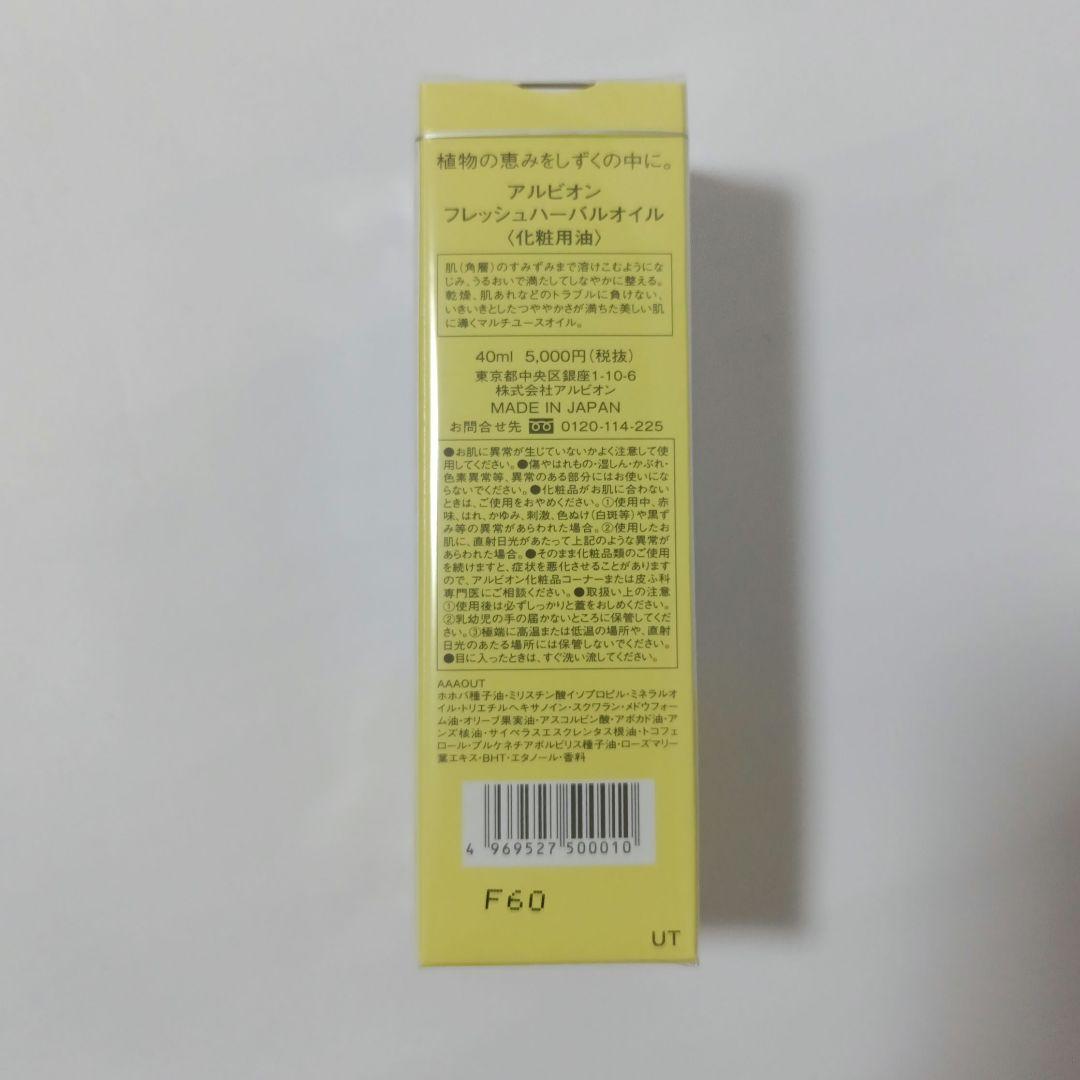 植物の恵みをしずくの中に。
アルビオン
フレッシュハーバルオイル
〈化粧用油〉
肌(角層)のすみずみまで溶けこむようにな
じみ、うるおいで満たしてしなやかに整える。
乾燥、肌あれなどのトラブルに負けない、
いきいきとしたつややかさが満ちた美しい肌
に導くマルチユースオイル。
40ml 5,000円(税抜)
東京都中央区銀座1-10-6
株式会社アルビオン
MADE IN JAPAN
お問合せ先 0120-114-225
●お肌に異常が生じていないかよく注意して使
用してください。●傷やはれもの・湿しん・かぶれ・
色素異常等、異常のある部分にはお使いにな
らないでください。●化粧品がお肌に合わない
ときは、ご使用をおやめください。①使用中、赤
味、はれ、かゆみ、刺激、色ぬけ(白斑等)や黒ず
み等の異常があらわれた場合。②使用したお
肌に、直射日光があたって上記のような異常が
あらわれた場合。●そのまま化粧品類のご使用
を続けますと、症状を悪化させることがあります
ので、アルビオン化粧品コーナーまたは皮ふ科
専門医にご相談ください。●取扱い上の注意
①使用後は必ずしっかりと蓋をおしめください。
②乳幼児の手の届かないところに保管してくだ
さい。③極端に高温または低温の場所や、直射
日光のあたる場所には保管しないでください。
●目に入ったときは、すぐ洗い流してください。
AAAOUT
ホホバ種子油・ミリスチン酸イソプロピル・ミネラルオ
イル・トリエチルヘキサノイン・スクワラン・メドウフォー
ム油・オリーブ果実油・アスコルビン酸・アボカド油・ア
ンズ核油・サイペラスエスクレンタス根油・トコフェ
ロール・プルケネチアボルビリス種子油・ローズマリー
葉エキス・BHT・エタノール・香料
4 969527 500010
F60
UT